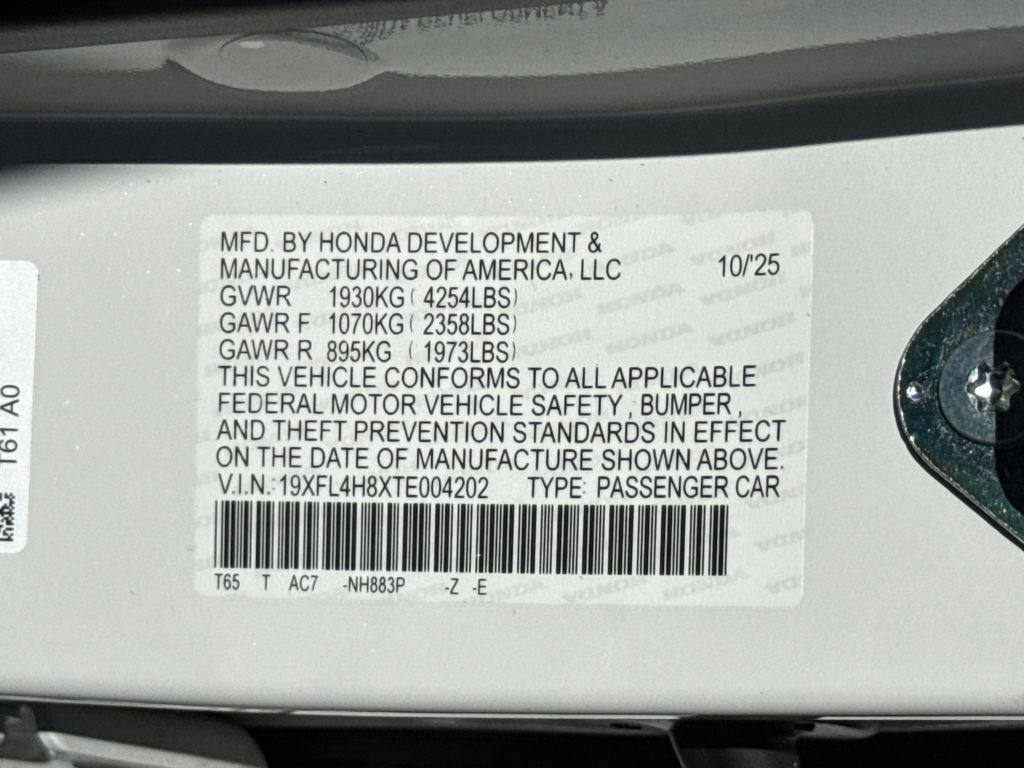 MFD. BY HONDA DEVELOPMENT &
MANUFACTURING OF AMERICA, LLC 10/'25
GVWR 1930KG ( 4254LBS)
GAWR F 1070KG ( 2358LBS)
GAWR R 895KG ( 1973LBS)
THIS VEHICLE CONFORMS TO ALL APPLICABLE
FEDERAL MOTOR VEHICLE SAFETY , BUMPER ,
AND THEFT PREVENTION STANDARDS IN EFFECT
ON THE DATE OF MANUFACTURE SHOWN ABOVE.
V.I.N.: 19XFL4H8XTE004202 TYPE: PASSENGER CAR
T65 T AC7 -NH883P -Z -E
T61 A0